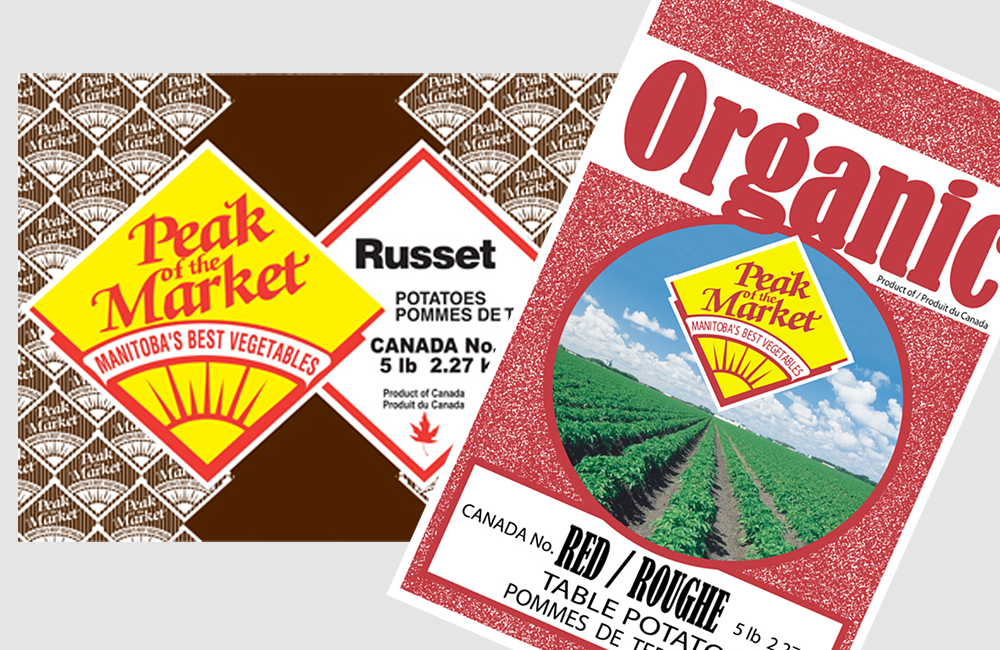 Peak
of the
Market
MANITOBA'S BEST VEGETABLES
Russet
POTATOES
POMMES DE T
CANADA No.
5 lb 2.27 k
Product of Canada
Produit du Canada
Organic
Product of / Produit du Canada
Peak
of the
Market
MANITOBA'S BEST VEGETABLES
CANADA No.
RED / ROUGHE
5 lb 2.27
TABLE POTATO
POMMES DE TER